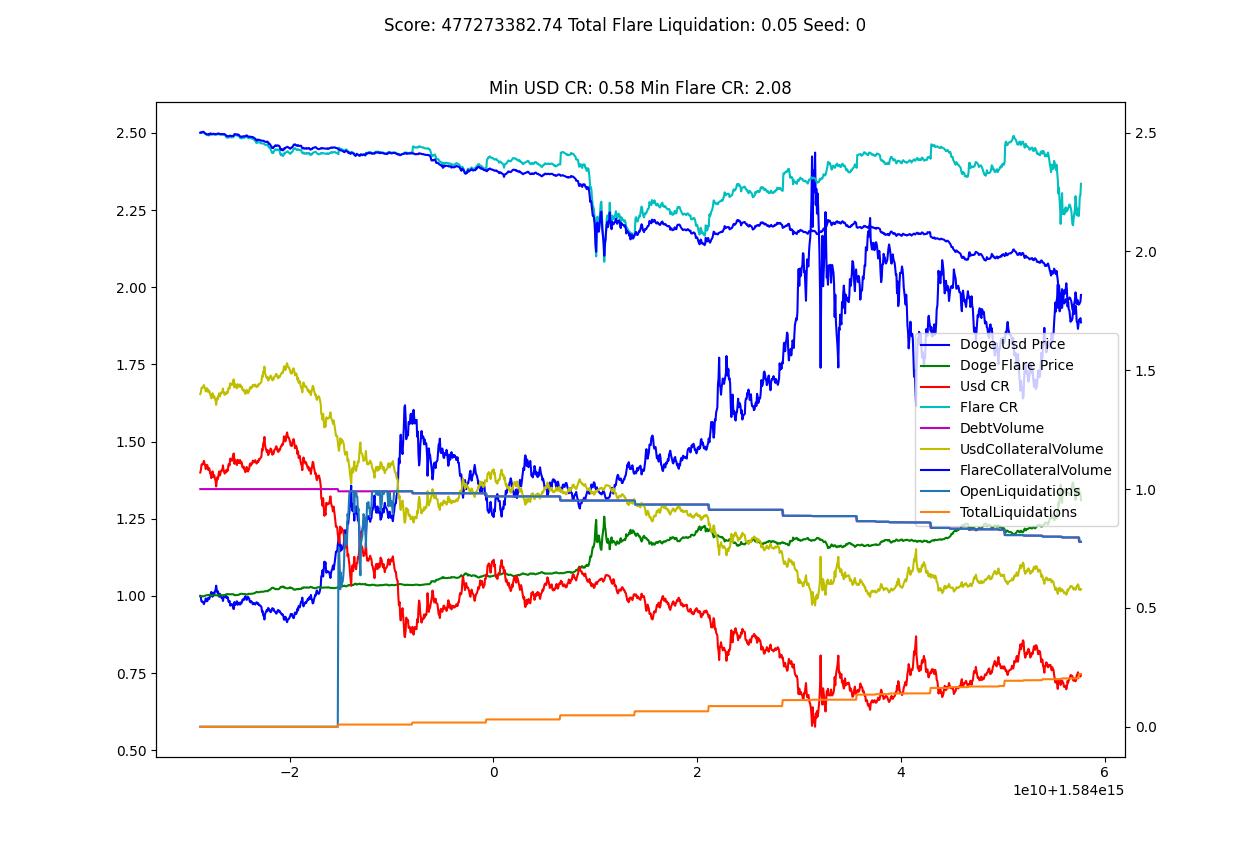 Score: 477273382.74 Total Flare Liquidation: 0.05 Seed: 0
Min USD CR: 0.58 Min Flare CR: 2.08
2.50
2.25
2.00
1.75
1.50
1.25
1.00
0.75
0.50
2.5
2.0
1.5
1.0
0.5
0.0
Doge Usd Price
Doge Flare Price
Usd CR
Flare CR
DebtVolume
UsdCollateralVolume
FlareCollateralVolume
OpenLiquidations
TotalLiquidations
−2 0 2 4 6
1e10+1.584e15